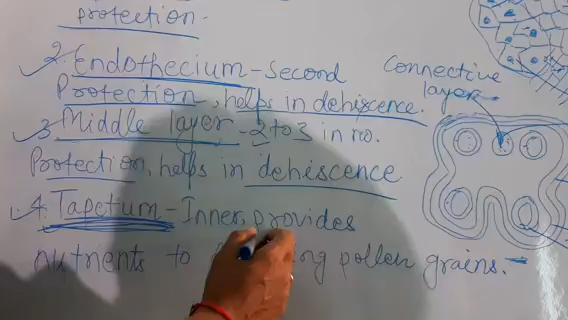 protection.
2. Endothecium - Second
Protection, helps in dehiscence.
3. Middle layer - 2 to 3 in no.
Protection, helps in dehiscence
4. Tapetum - Inner, provides
nutrients to ing pollen grains.
Connective
layer